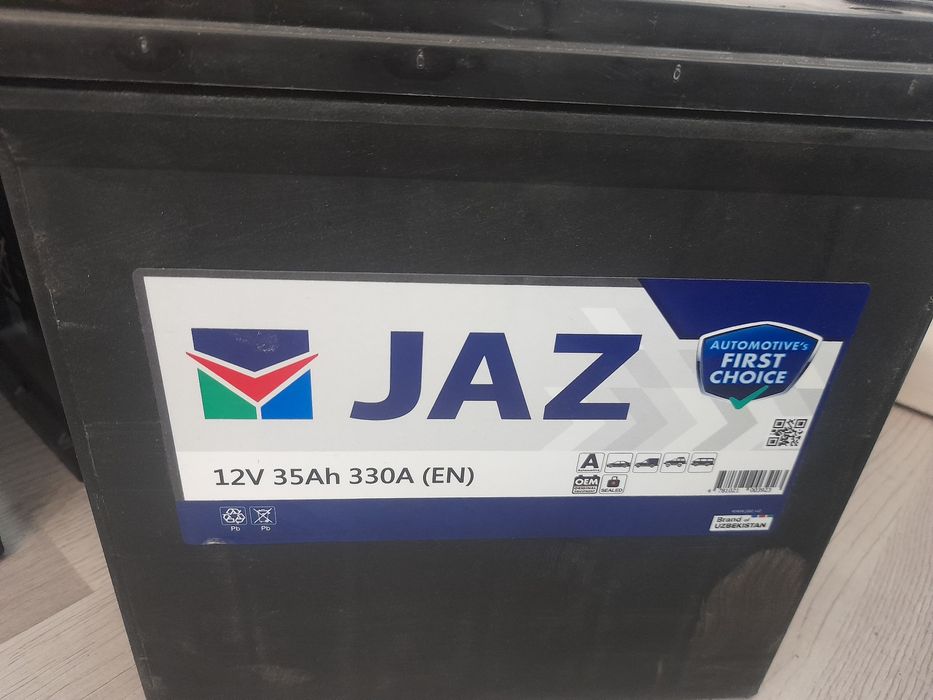 JAZ
AUTOMOTIVE's
FIRST
CHOICE
12V 35Ah 330A (EN)
A
OEM
SEALED
Pb
Pb
Brand of
UZBEKISTAN